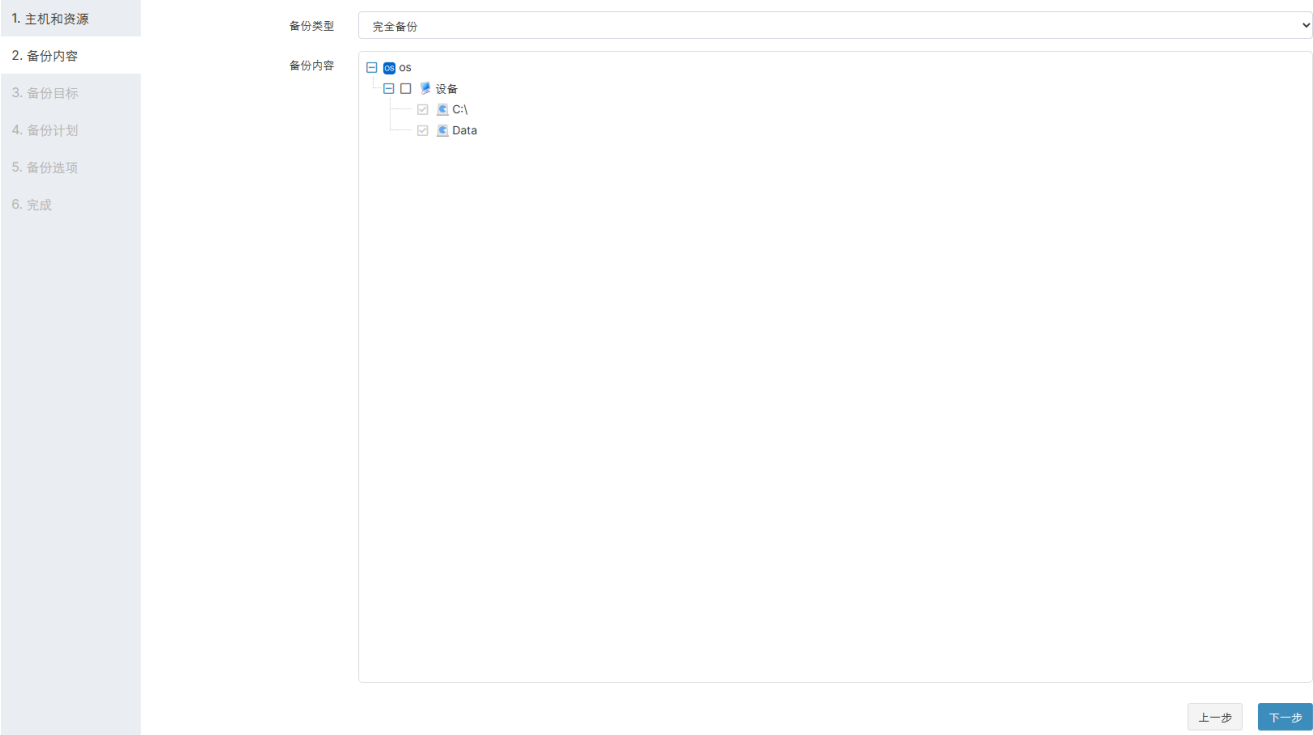 1. 主机和资源
2. 备份内容
3. 备份目标
4. 备份计划
5. 备份选项
6. 完成
备份类型
完全备份
备份内容
os os
设备
C:\
Data
上一步
下一步